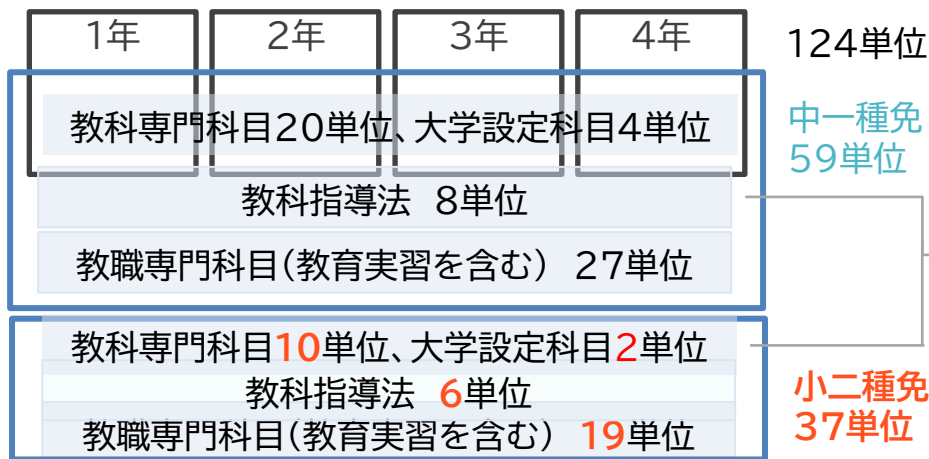 1年
2年
3年
4年
124単位
教科専門科目20単位、大学設定科目4単位
中一種免
59単位
教科指導法 8単位
教職専門科目(教育実習を含む) 27単位
教科専門科目10単位、大学設定科目2単位
教科指導法 6単位
教職専門科目(教育実習を含む) 19単位
小二種免
37単位